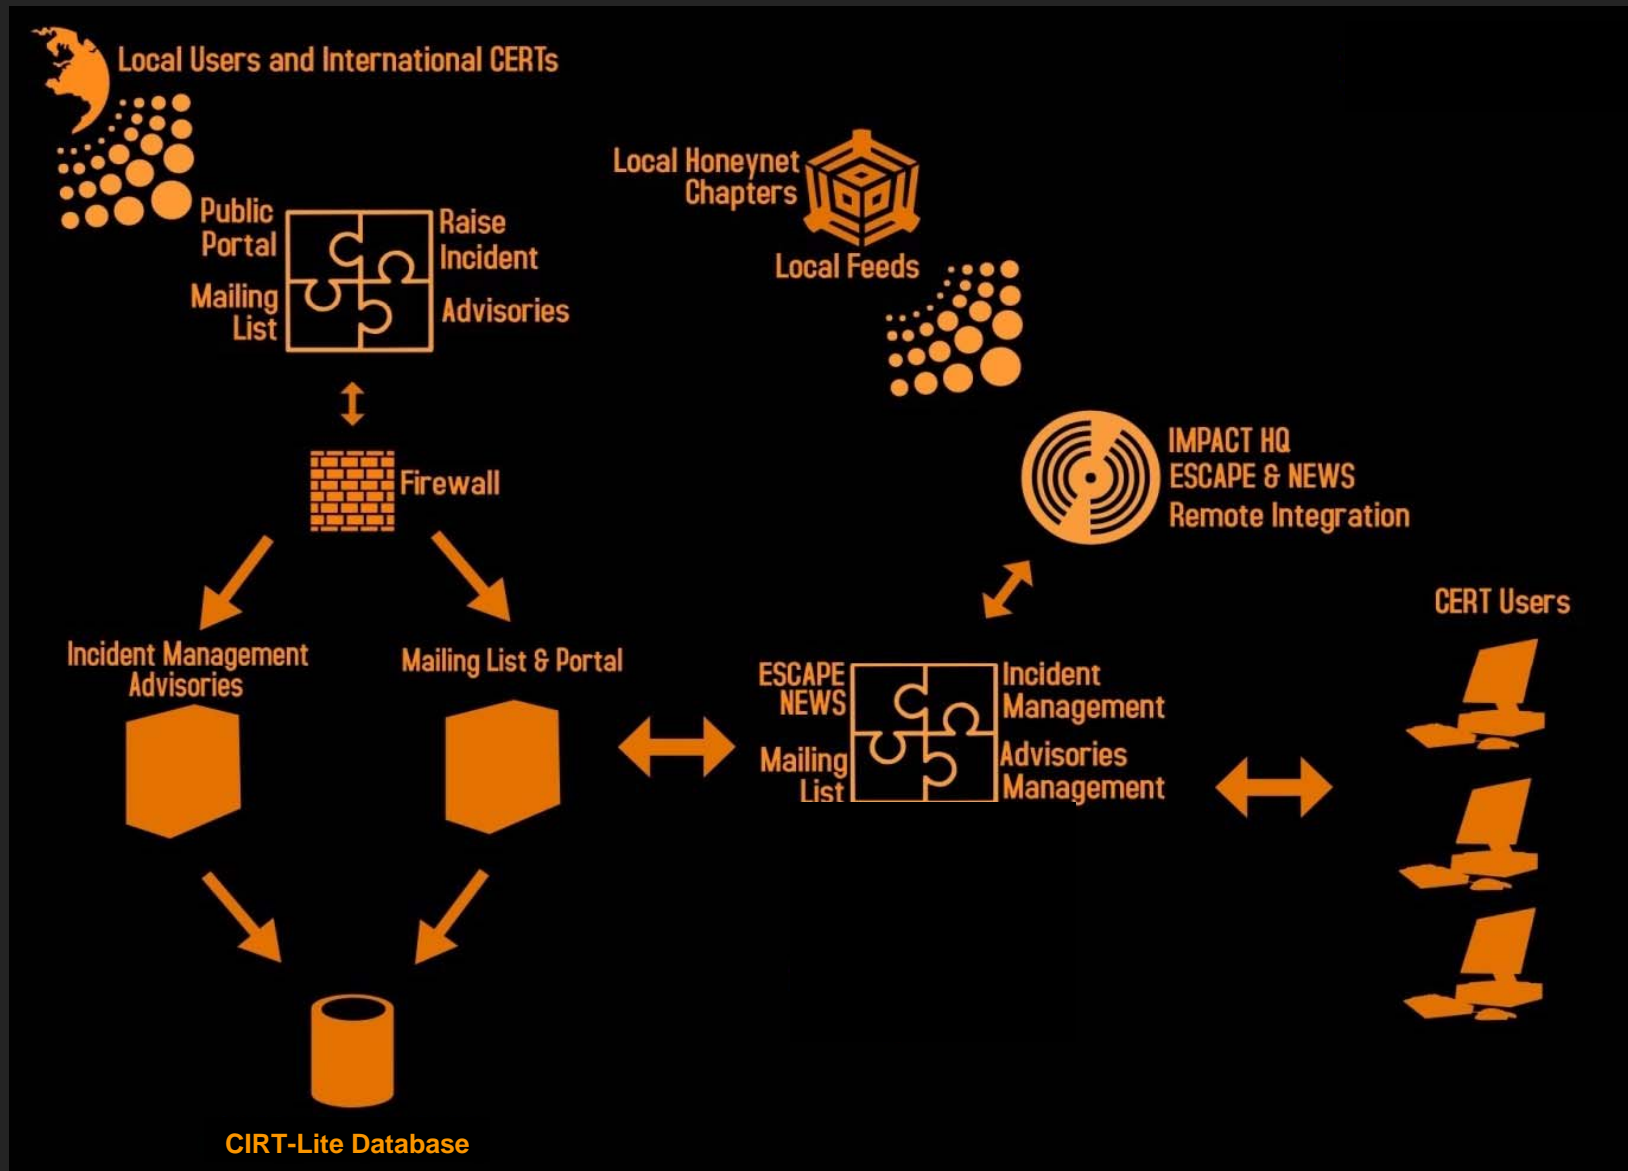 Local Users and International CERTs
Public
Portal
Raise
Incident
Mailing
List
Advisories
Local Honeynet
Chapters
Local Feeds
Firewall
IMPACT HQ
ESCAPE & NEWS
Remote Integration
CERT Users
Incident Management
Advisories
Mailing List & Portal
ESCAPE
NEWS
Incident
Management
Mailing
List
Advisories
Management
CIRT-Lite Database